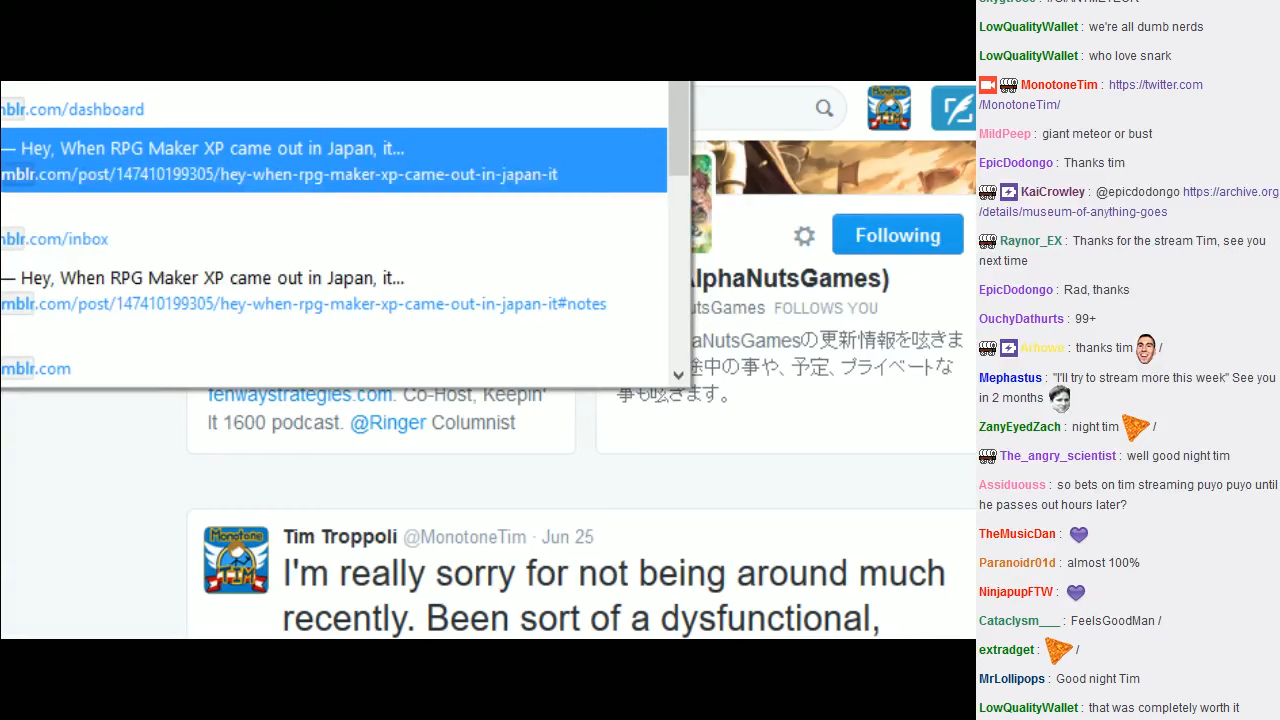 mblr.com/dashboard
— Hey, When RPG Maker XP came out in Japan, it...
mblr.com/post/147410199305/hey-when-rpg-maker-xp-came-out-in-japan-it
mblr.com/inbox
— Hey, When RPG Maker XP came out in Japan, it...
mblr.com/post/147410199305/hey-when-rpg-maker-xp-came-out-in-japan-it#notes
mblr.com
Following
AlphaNutsGames)
utsGames FOLLOWS YOU
aNutsGamesの更新情報を呟きま
途中の事や、予定、プライベートな
事も呟きます。
fenwaystrategies.com. Co-Host, Keepin'
It 1600 podcast. @Ringer Columnist
Monotone
TIM
Tim Troppoli @MonotoneTim · Jun 25
I'm really sorry for not being around much
recently. Been sort of a dysfunctional,
LowQualityWallet : we're all dumb nerds
LowQualityWallet : who love snark
MonotoneTim : https://twitter.com
/MonotoneTim/
MildPeep : giant meteor or bust
EpicDodongo : Thanks tim
KaiCrowley : @epicdodongo https://archive.org
/details/museum-of-anything-goes
Raynor_EX : Thanks for the stream Tim, see you
next time
EpicDodongo : Rad, thanks
OuchyDathurts : 99+
Arhowe : thanks tim /
Mephastus : "I'll try to stream more this week" See you
in 2 months
ZanyEyedZach : night tim /
The_angry_scientist : well good night tim
Assiduouss : so bets on tim streaming puyo puyo until
he passes out hours later?
TheMusicDan :
Paranoidr01d : almost 100%
NinjapupFTW :
Cataclysm___ : FeelsGoodMan /
extradget : /
MrLollipops : Good night Tim
LowQualityWallet : that was completely worth it